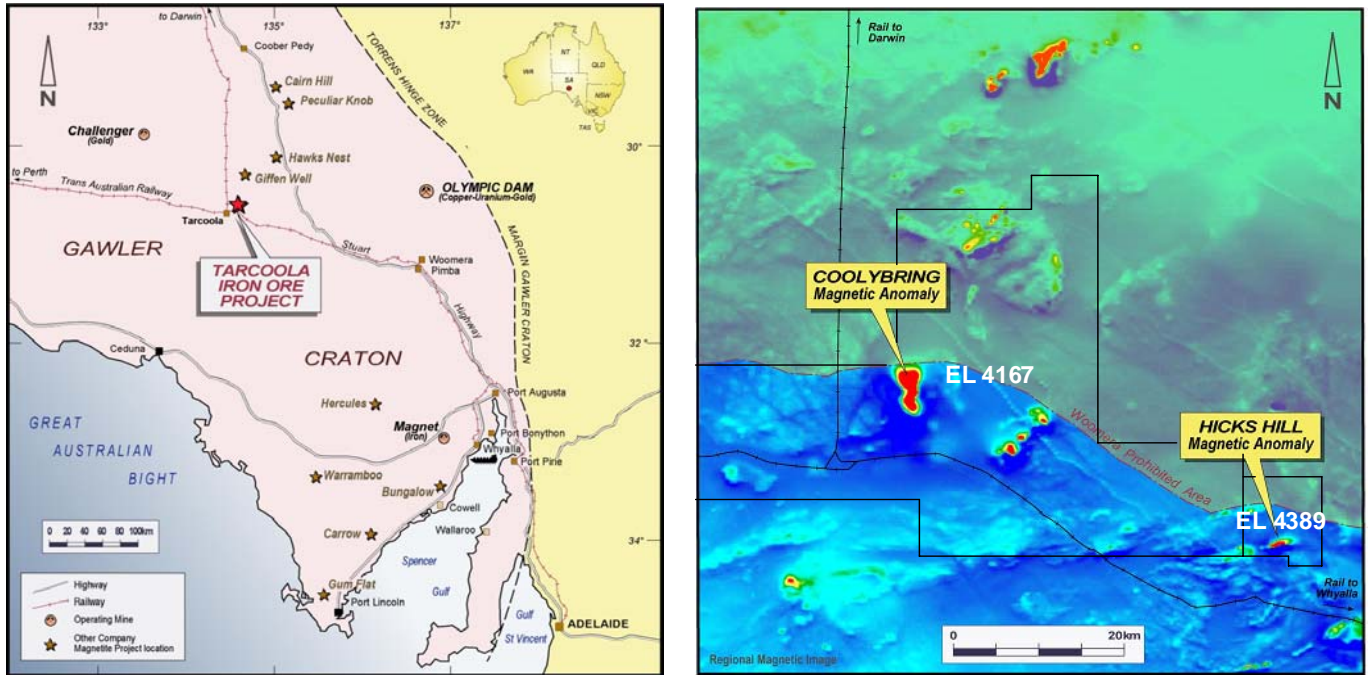 133°
135°
137°
to Darwin
N
Coober Pedy
TORRENS HINGE ZONE
WA
NT
QLD
SA
NSW
TAS
Cairn Hill
Peculiar Knob
Challenger
(Gold)
30°
Hawks Nest
to Perth
Giffen Well
Trans Australian Railway
OLYMPIC DAM
(Copper-Uranium-Gold)
Tarcoola
GAWLER
Stuart
MARGIN GAWLER CRATON
Woomera
Pimba
TARCOOLA
IRON ORE
PROJECT
Highway
32°
Ceduna
CRATON
Port Augusta
Hercules
GREAT
AUSTRALIAN
BIGHT
Magnet
(Iron)
Port Bonython
Whyalla
Port Pirie
Warramboo
Bungalow
Cowell
Wallaroo
0 20 40 60 80 100km
Carrow
34°
Spencer
Gulf
Highway
Railway
Operating Mine
Other Company
Magnetite Project location
Gum Flat
Port Lincoln
Gulf
St Vincent
ADELAIDE
Rail to
Darwin
N
COOLYBRING
Magnetic Anomaly
EL 4167
Woomera Prohibited Area
HICKS HILL
Magnetic Anomaly
EL 4389
Rail to
Whyalla
0 20km
Regional Magnetic Image